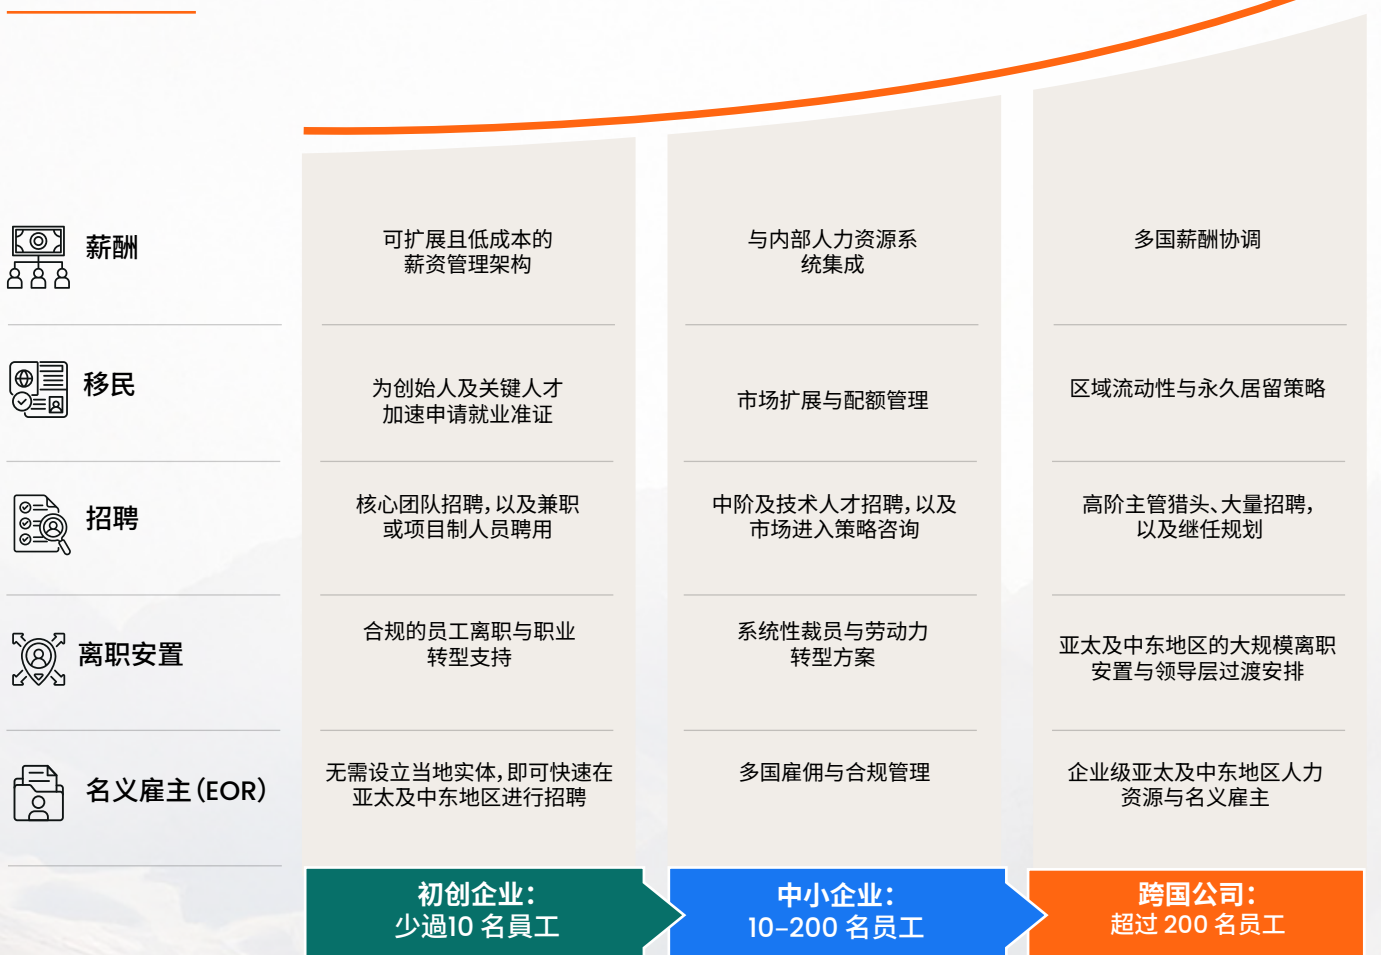 薪酬
可扩展且低成本的
薪资管理架构
与内部人力资源系
统集成
多国薪酬协调
移民
为创始人及关键人才
加速申请就业准证
市场扩展与配额管理
区域流动性与永久居留策略
招聘
核心团队招聘，以及兼职
或项目制人员聘用
中阶及技术人才招聘，以及
市场进入策略咨询
高阶主管猎头、大量招聘，
以及继任规划
离职安置
合规的员工离职与职业
转型支持
系统性裁员与劳动力
转型方案
亚太及中东地区的大规模离职
安置与领导层过渡安排
名义雇主（EOR）
无需设立当地实体，即可快速在
亚太及中东地区进行招聘
多国雇佣与合规管理
企业级亚太及中东地区人力
资源与名义雇主
初创企业：
少過10 名員工
中小企业：
10–200 名员工
跨国公司：
超过 200 名员工